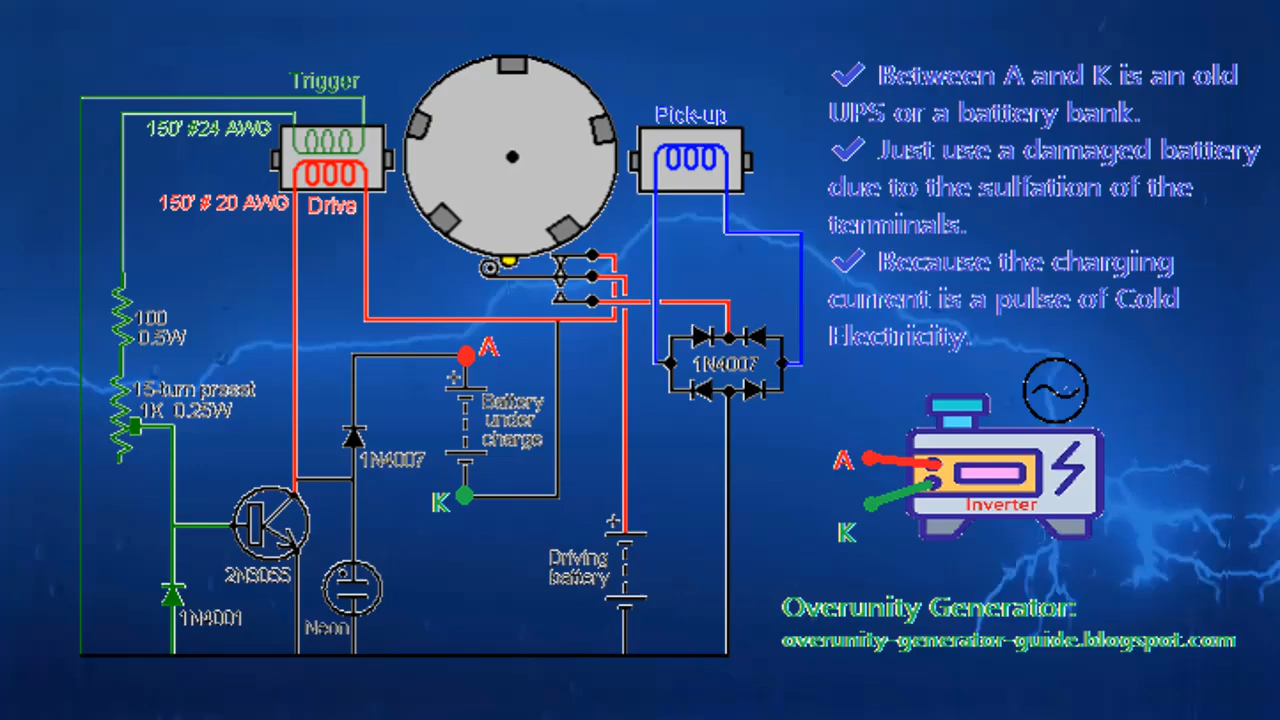 Trigger
150' #24 AWG
150' # 20 AWG
Drive
Pick-up
100
0.5W
15-turn preset
1K 0.25W
1N4007
A
+
Battery
under
charge
K
1N4007
2N3055
1N4001
Neon
+
Driving
battery
✓ Between A and K is an old
UPS or a battery bank.
✓ Just use a damaged battery
due to the sulfation of the
terminals.
✓ Because the charging
current is a pulse of Cold
Electricity.
A
K
Inverter
Overunity Generator:
overunity-generator-guide.blogspot.com